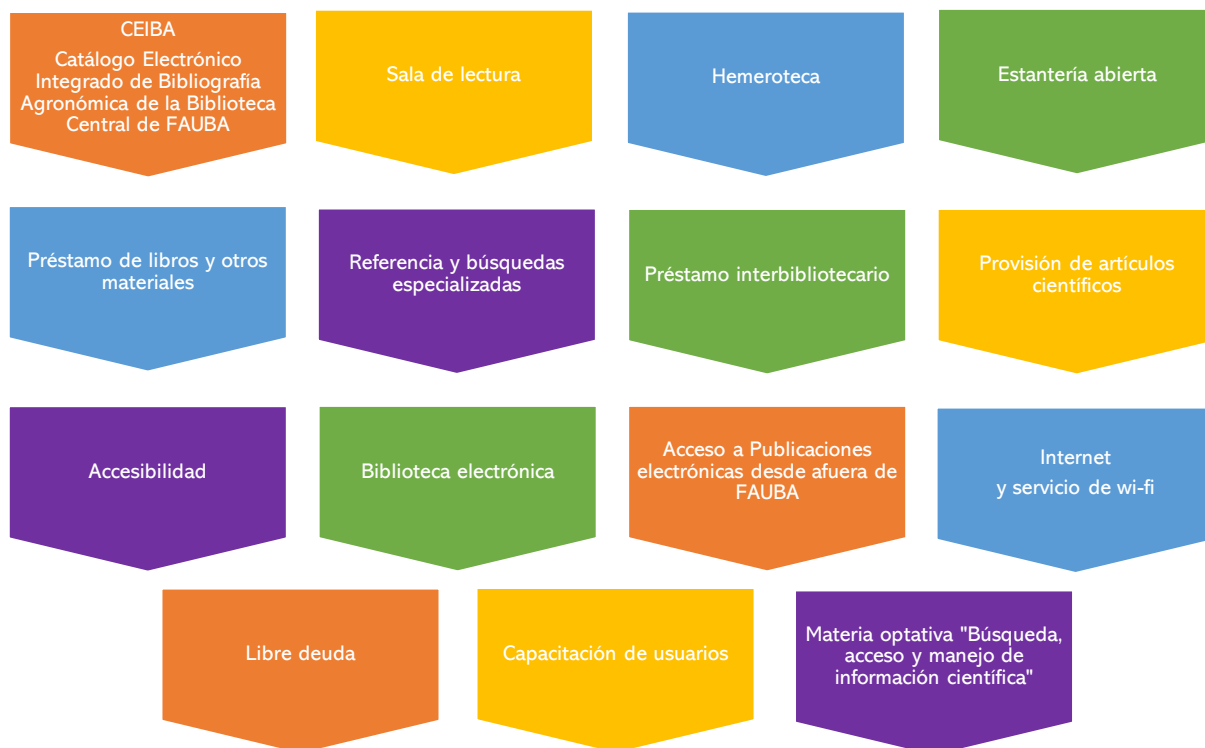 CEIBA
Catálogo Electrónico
Integrado de Bibliografía
Agronómica de la Biblioteca
Central de FAUBA
Sala de lectura
Hemeroteca
Estantería abierta
Préstamo de libros y otros
materiales
Referencia y búsquedas
especializadas
Préstamo interbibliotecario
Provisión de artículos
científicos
Accesibilidad
Biblioteca electrónica
Acceso a Publicaciones
electrónicas desde afuera de
FAUBA
Internet
y servicio de wi-fi
Libre deuda
Capacitación de usuarios
Materia optativa "Búsqueda,
acceso y manejo de
información científica"